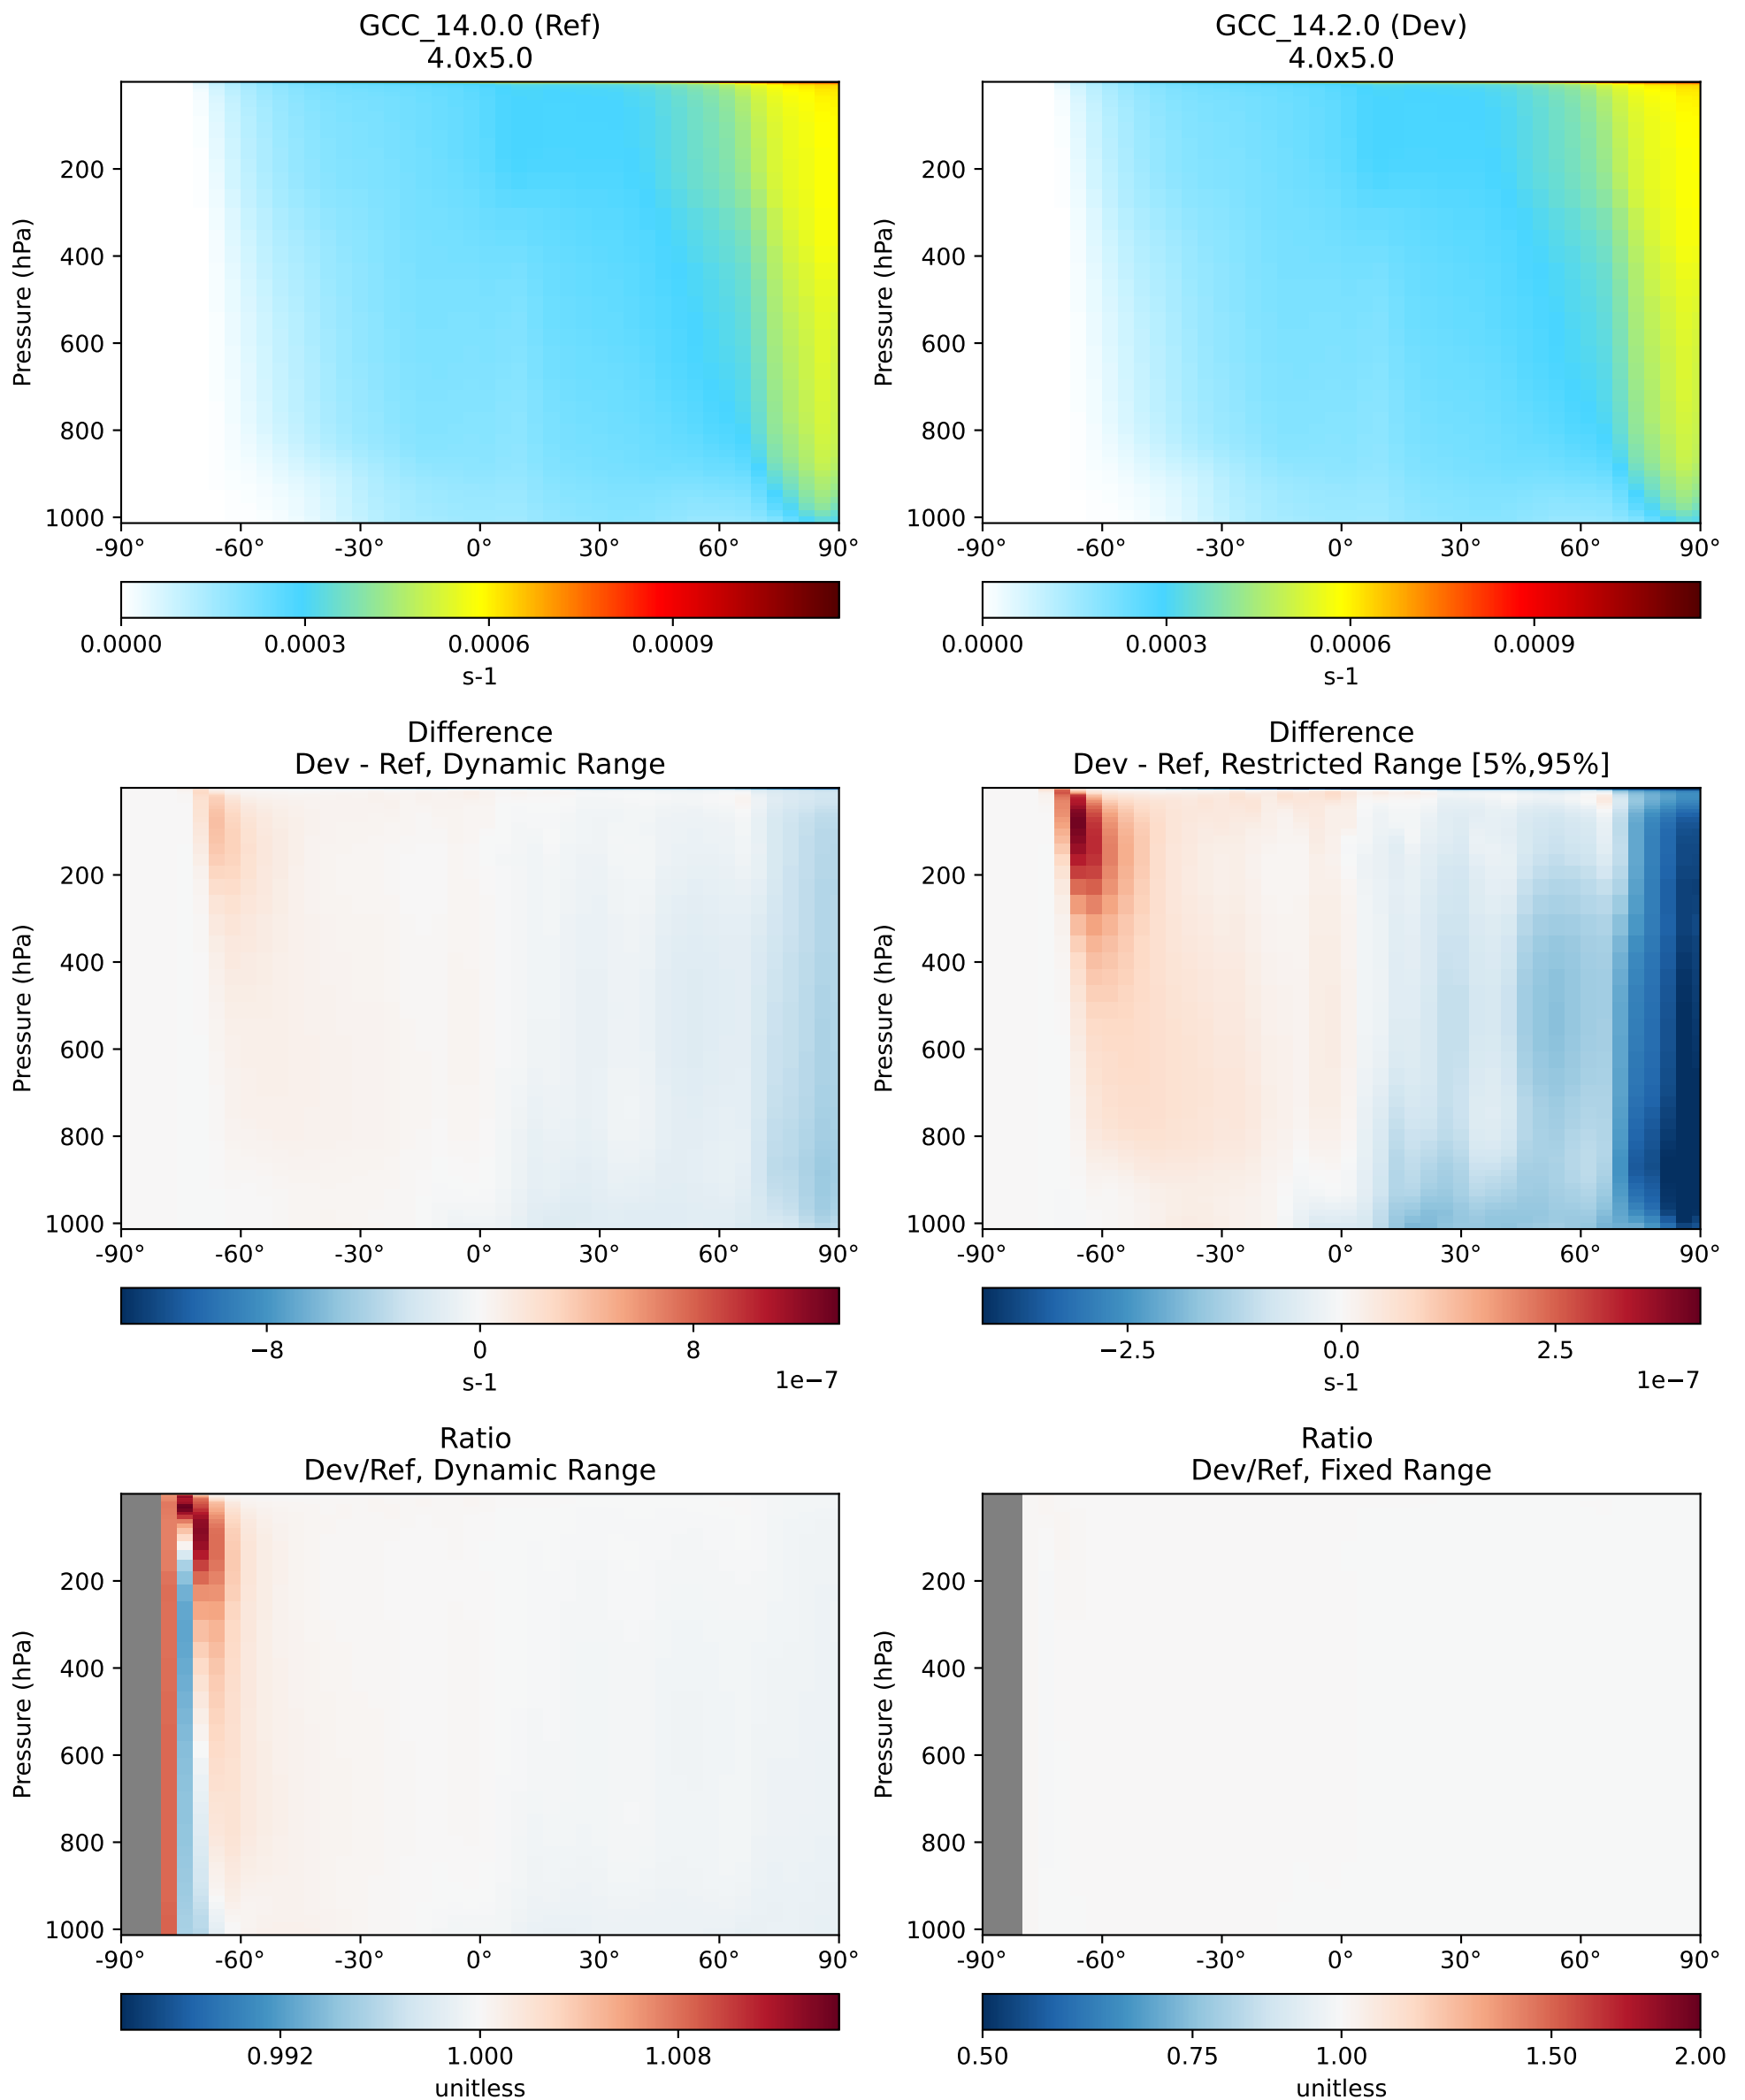 GCC_14.0.0 (Ref)
4.0x5.0
GCC_14.2.0 (Dev)
4.0x5.0
Pressure (hPa)
200
400
600
800
1000
-90° -60° -30° 0° 30° 60° 90°
0.0000 0.0003 0.0006 0.0009
s-1
Pressure (hPa)
200
400
600
800
1000
-90° -60° -30° 0° 30° 60° 90°
0.0000 0.0003 0.0006 0.0009
s-1
Difference
Dev - Ref, Dynamic Range
Pressure (hPa)
200
400
600
800
1000
-90° -60° -30° 0° 30° 60° 90°
−8 0 8
s-1
1e−7
Difference
Dev - Ref, Restricted Range [5%,95%]
Pressure (hPa)
200
400
600
800
1000
-90° -60° -30° 0° 30° 60° 90°
−2.5 0.0 2.5
s-1
1e−7
Ratio
Dev/Ref, Dynamic Range
Pressure (hPa)
200
400
600
800
1000
-90° -60° -30° 0° 30° 60° 90°
0.992 1.000 1.008
unitless
Ratio
Dev/Ref, Fixed Range
Pressure (hPa)
200
400
600
800
1000
-90° -60° -30° 0° 30° 60° 90°
0.50 0.75 1.00 1.50 2.00
unitless